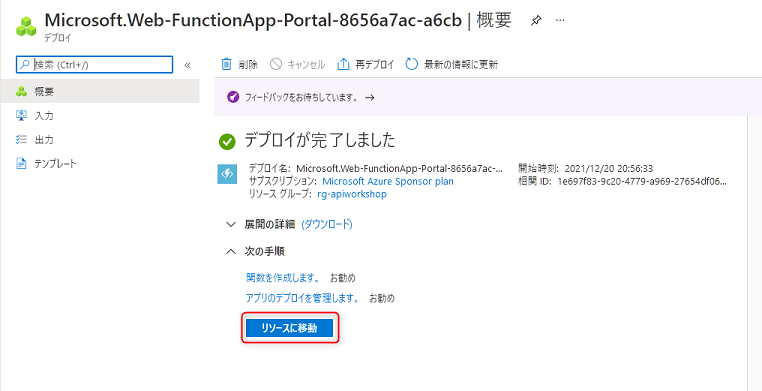 Microsoft.Web-FunctionApp-Portal-8656a7ac-a6cb | 概要
デプロイ
検索 (Ctrl+/)
«
削除
キャンセル
再デプロイ
最新の情報に更新
概要
入力
出力
テンプレート
フィードバックをお待ちしています。 →
デプロイが完了しました
デプロイ名: Microsoft.Web-FunctionApp-Portal-8656a7ac-...
開始時刻: 2021/12/20 20:56:33
サブスクリプション: Microsoft Azure Sponsor plan
相関 ID: 1e697f83-9c20-4779-a969-27654df06...
リソース グループ: rg-apiworkshop
展開の詳細 (ダウンロード)
次の手順
関数を作成します。 お勧め
アプリのデプロイを管理します。 お勧め
リソースに移動